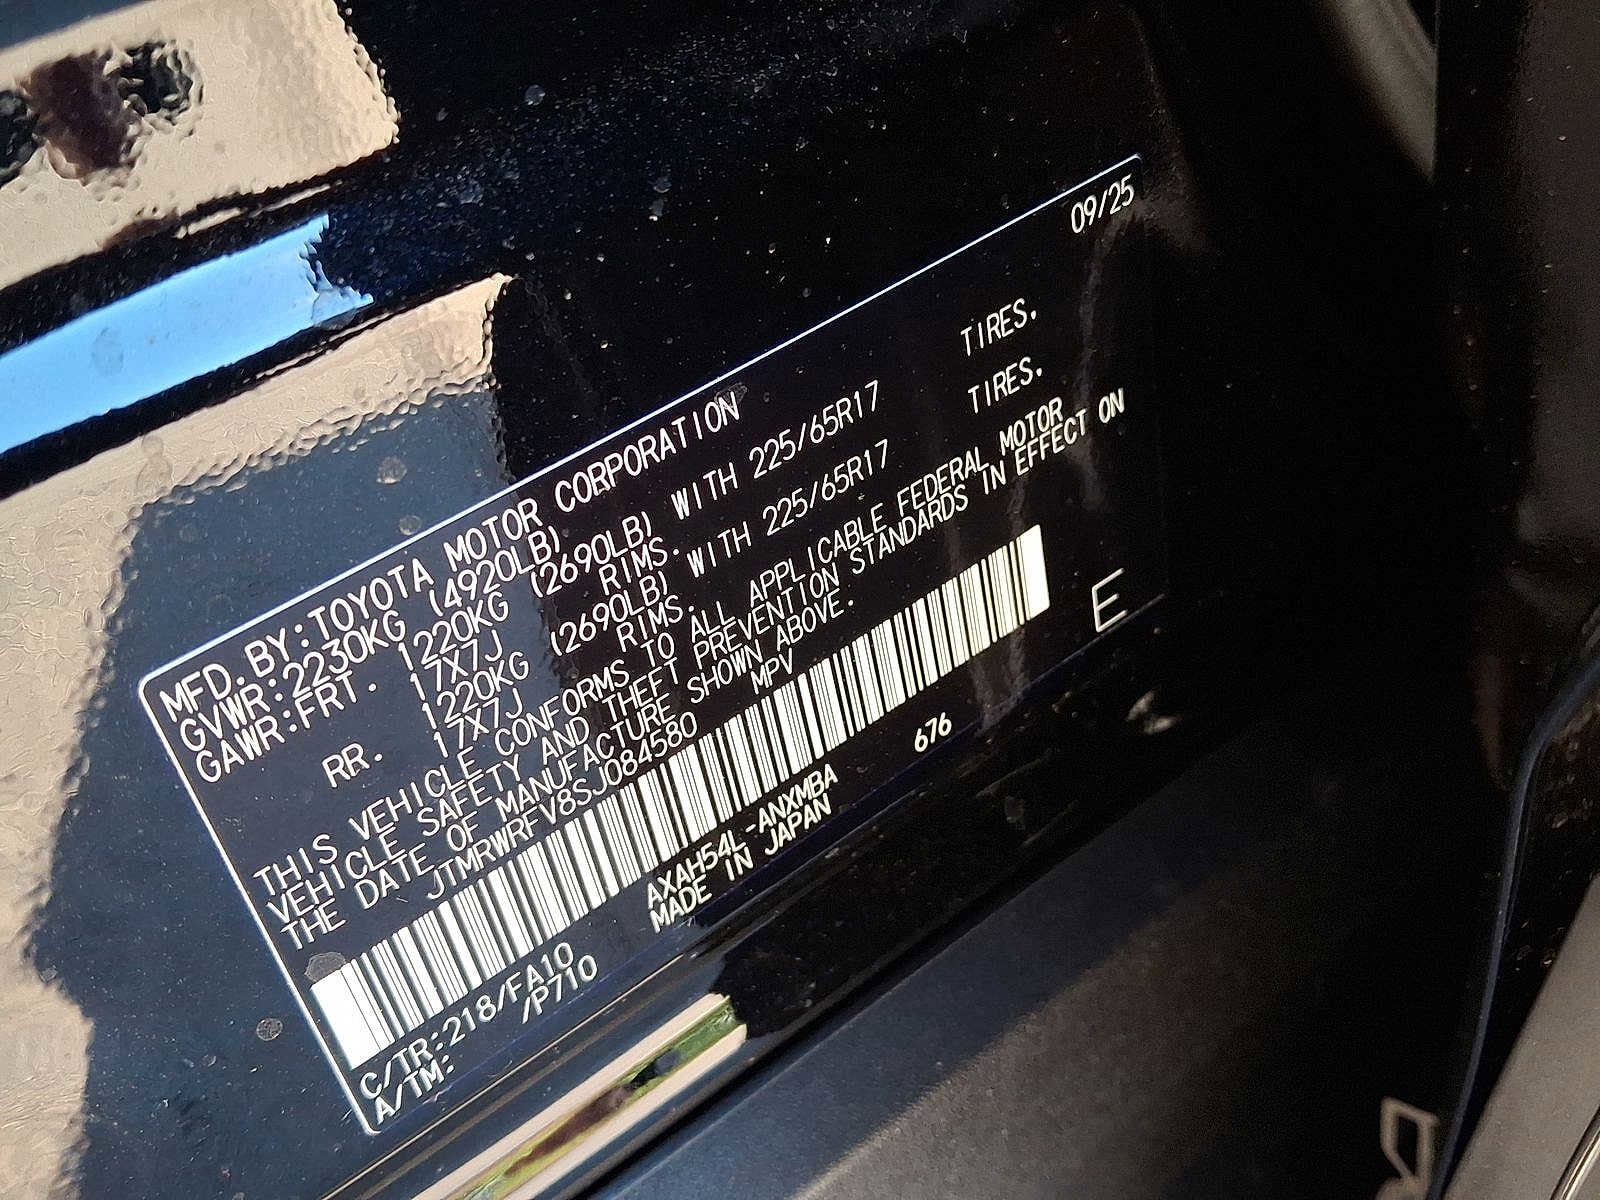 09/25
MFD.BY:TOYOTA MOTOR CORPORATION
GVWR:2230KG (4920LB)
GAWR:FRT. 1220KG (2690LB) WITH 225/65R17 TIRES.
17X7J RIMS.
RR. 1220KG (2690LB) WITH 225/65R17 TIRES.
17X7J RIMS.
THIS VEHICLE CONFORMS TO ALL APPLICABLE FEDERAL MOTOR
VEHICLE SAFETY AND THEFT PREVENTION STANDARDS IN EFFECT ON
THE DATE OF MANUFACTURE SHOWN ABOVE.
JTMRWRFV8SJ084580 MPV
E
C/TR:218/FA10 AXAH54L-ANXMBA 676
A/TM: /P710 MADE IN JAPAN